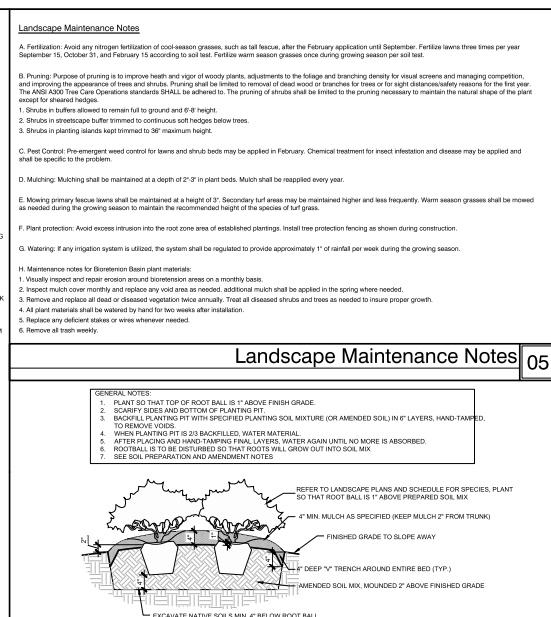 Landscape Maintenance Notes
A. Fertilization: Avoid any nitrogen fertilization of cool-season grasses, such as tall fescue, after the February application until September. Fertilize lawns three times per year
September 15, October 31, and February 15 according to soil test. Fertilize warm season grasses once during growing season per soil test.
B. Pruning: Purpose of pruning is to improve heath and vigor of woody plants, adjustments to the foliage and branching density for visual screens and managing competition,
and improving the appearance of trees and shrubs. Pruning shall be limited to removal of dead wood or branches for trees or for sight distances/safety reasons for the first year.
The ANSI A300 Tree Care Operations standards SHALL be adhered to. The pruning of shrubs shall be limited to the pruning necessary to maintain the natural shape of the plant
except for sheared hedges.
1. Shrubs in buffers allowed to remain full to ground and 6'-8' height.
2. Shrubs in streetscape buffer trimmed to continuous soft hedges below trees.
3. Shrubs in planting islands kept trimmed to 36" maximum height.
C. Pest Control: Pre-emergent weed control for lawns and shrub beds may be applied in February. Chemical treatment for insect infestation and disease may be applied and
shall be specific to the problem.
D. Mulching: Mulching shall be maintained at a depth of 2"-3" in plant beds. Mulch shall be reapplied every year.
E. Mowing primary fescue lawns shall be maintained at a height of 3". Secondary turf areas may be maintained higher and less frequently. Warm season grasses shall be mowed
as needed during the growing season to maintain the recommended height of the species of turf grass.
F. Plant protection: Avoid excess intrusion into the root zone area of established plantings. Install tree protection fencing as shown during construction.
G
G. Watering: If any irrigation system is utilized, the system shall be regulated to provide approximately 1" of rainfall per week during the growing season.
H. Maintenance notes for Bioretention Basin plant materials:
1. Visually inspect and repair erosion around bioretention areas on a monthly basis.
2. Inspect mulch cover monthly and replace any void area as needed. additional mulch shall be applied in the spring where needed.
K
3. Remove and replace all dead or diseased vegetation twice annually. Treat all diseased shrubs and trees as needed to insure proper growth.
4. All plant materials shall be watered by hand for two weeks after installation.
5. Replace any deficient stakes or wires whenever needed.
6. Remove all trash weekly.
Landscape Maintenance Notes 05
GENERAL NOTES:
1. PLANT SO THAT TOP OF ROOT BALL IS 1" ABOVE FINISH GRADE.
2. SCARIFY SIDES AND BOTTOM OF PLANTING PIT.
3. BACKFILL PLANTING PIT WITH SPECIFIED PLANTING SOIL MIXTURE (OR AMENDED SOIL) IN 6" LAYERS, HAND-TAMPED,
TO REMOVE VOIDS.
4. WHEN PLANTING PIT IS 2/3 BACKFILLED, WATER MATERIAL.
5. AFTER PLACING AND HAND-TAMPING FINAL LAYERS, WATER AGAIN UNTIL NO MORE IS ABSORBED.
6. ROOTBALL IS TO BE DISTURBED SO THAT ROOTS WILL GROW OUT INTO SOIL MIX
7. SEE SOIL PREPARATION AND AMENDMENT NOTES
REFER TO LANDSCAPE PLANS AND SCHEDULE FOR SPECIES, PLANT
SO THAT ROOT BALL IS 1" ABOVE PREPARED SOIL MIX
4" MIN. MULCH AS SPECIFIED (KEEP MULCH 2" FROM TRUNK)
FINISHED GRADE TO SLOPE AWAY
2"
4"
1"
4" DEEP "V" TRENCH AROUND ENTIRE BED (TYP.)
4"
4"
AMENDED SOIL MIX, MOUNDED 2" ABOVE FINISHED GRADE
EXCAVATE NATIVE SOILS MIN. 4" BELOW ROOT BALL